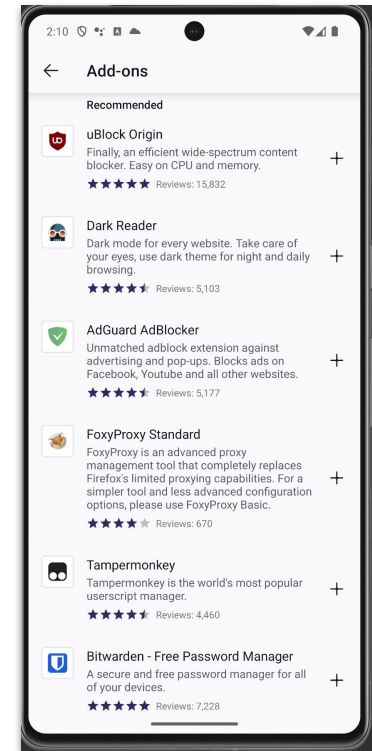 2:10
Add-ons
Recommended
uBlock Origin
Finally, an efficient wide-spectrum content
blocker. Easy on CPU and memory.
Reviews: 15,832
Dark Reader
Dark mode for every website. Take care of
your eyes, use dark theme for night and daily
browsing.
Reviews: 5,103
AdGuard AdBlocker
Unmatched adblock extension against
advertising and pop-ups. Blocks ads on
Facebook, Youtube and all other websites.
Reviews: 5,177
FoxyProxy Standard
FoxyProxy is an advanced proxy
management tool that completely replaces
Firefox's limited proxying capabilities. For a
simpler tool and less advanced configuration
options, please use FoxyProxy Basic.
Reviews: 670
Tampermonkey
Tampermonkey is the world's most popular
userscript manager.
Reviews: 4,460
Bitwarden - Free Password Manager
A secure and free password manager for all
of your devices.
Reviews: 7,228